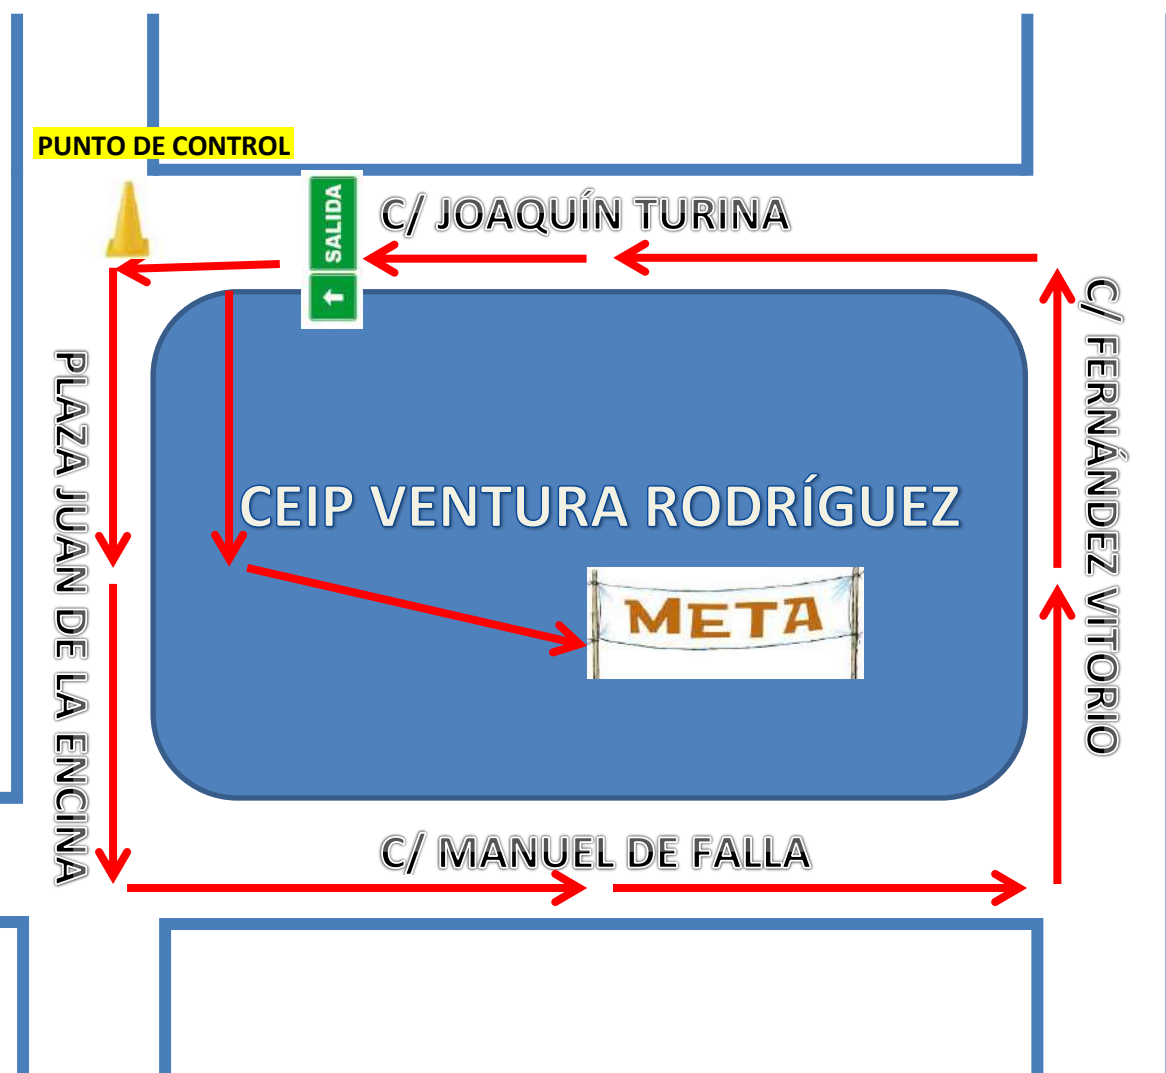 PUNTO DE CONTROL
SALIDA
C/ JOAQUÍN TURINA
C/ FERNÁNDEZ VITORIO
PLAZA JUAN DE LA ENCINA
CEIP VENTURA RODRÍGUEZ
META
C/ MANUEL DE FALLA